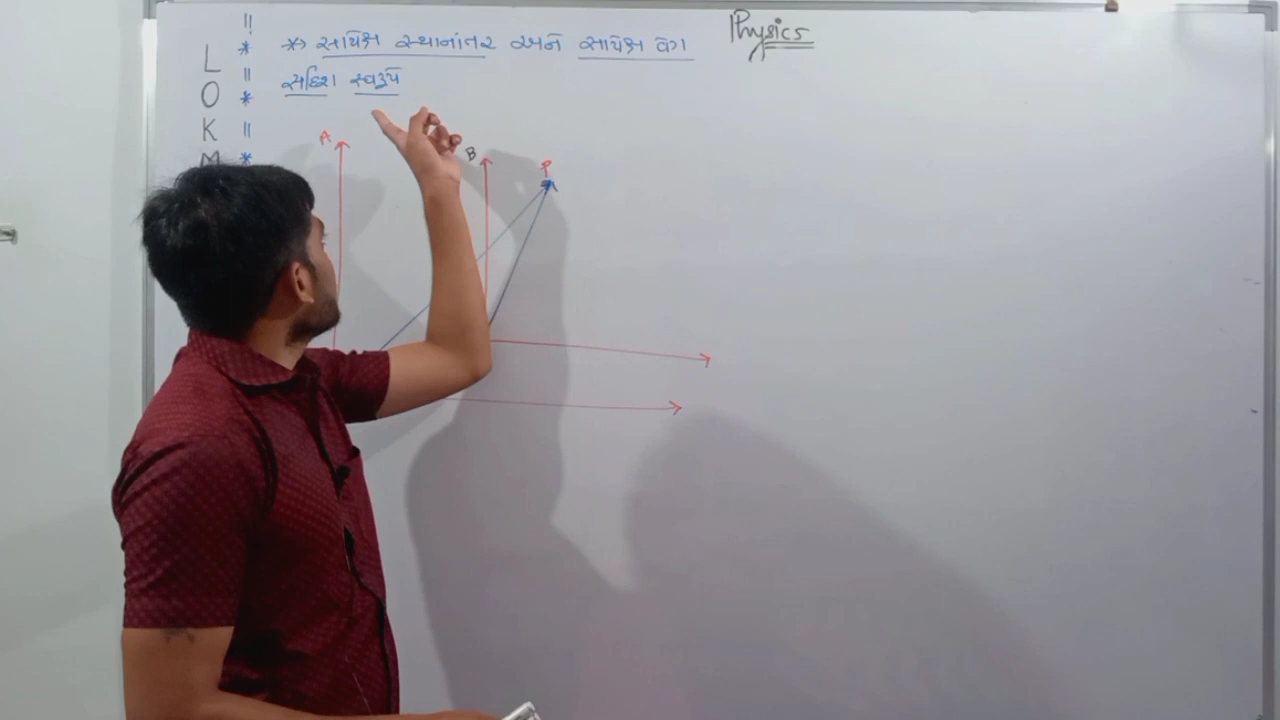 Physics
*→ સાપેક્ષ સ્થાનાંતર અને સાપેક્ષ વેગ
સદિશ સ્વરૂપ
A
B
P
||
L *
||
O *
K ||
M *